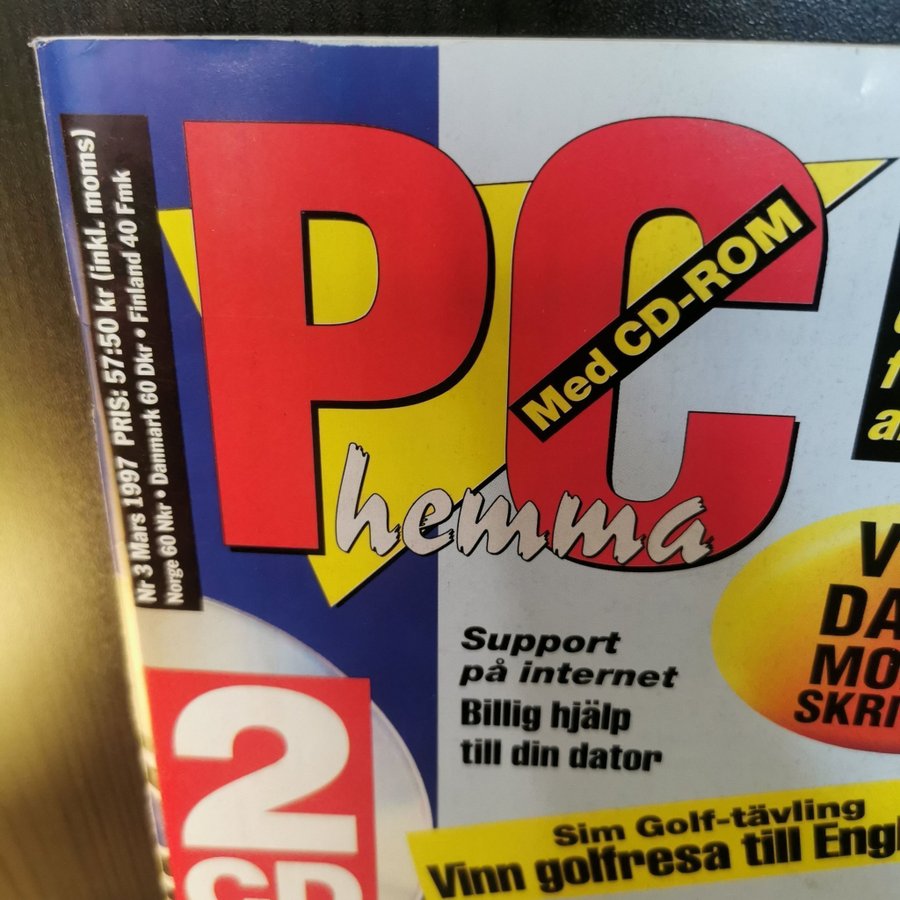 Nr 3 Mars 1997 PRIS: 57:50 kr (inkl. moms)
Norge 60 Nkr • Danmark 60 Dkr • Finland 40 Fmk
PC
Med CD-ROM
hemma
Support
på internet
Billig hjälp
till din dator
2
CD
Sim Golf-tävling
Vinn golfresa till